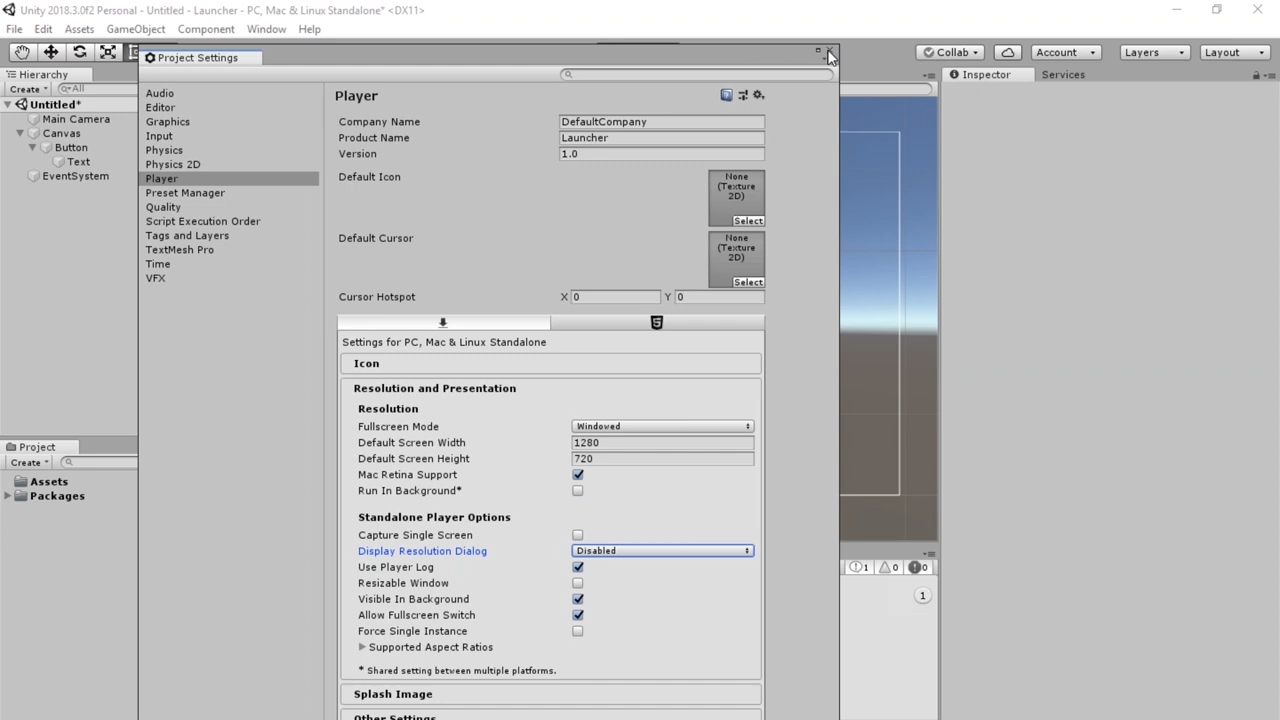 Unity 2018.3.0f2 Personal - Untitled - Launcher - PC, Mac & Linux Standalone* <DX11>
File Edit Assets GameObject Component Window Help
Collab Account Layers Layout
Project Settings
Hierarchy
Create All
Untitled*
Main Camera
Canvas
Button
Text
EventSystem
Project
Create
Assets
Packages
Audio
Editor
Graphics
Input
Physics
Physics 2D
Player
Preset Manager
Quality
Script Execution Order
Tags and Layers
TextMesh Pro
Time
VFX
Player
Company Name DefaultCompany
Product Name Launcher
Version 1.0
Default Icon
None
(Texture
2D)
Select
Default Cursor
None
(Texture
2D)
Select
Cursor Hotspot X 0 Y 0
Settings for PC, Mac & Linux Standalone
Icon
Resolution and Presentation
Resolution
Fullscreen Mode Windowed
Default Screen Width 1280
Default Screen Height 720
Mac Retina Support
Run In Background*
Standalone Player Options
Capture Single Screen
Display Resolution Dialog Disabled
Use Player Log
Resizable Window
Visible In Background
Allow Fullscreen Switch
Force Single Instance
Supported Aspect Ratios
* Shared setting between multiple platforms.
Splash Image
Other Settings
Inspector Services
1 0 0
1